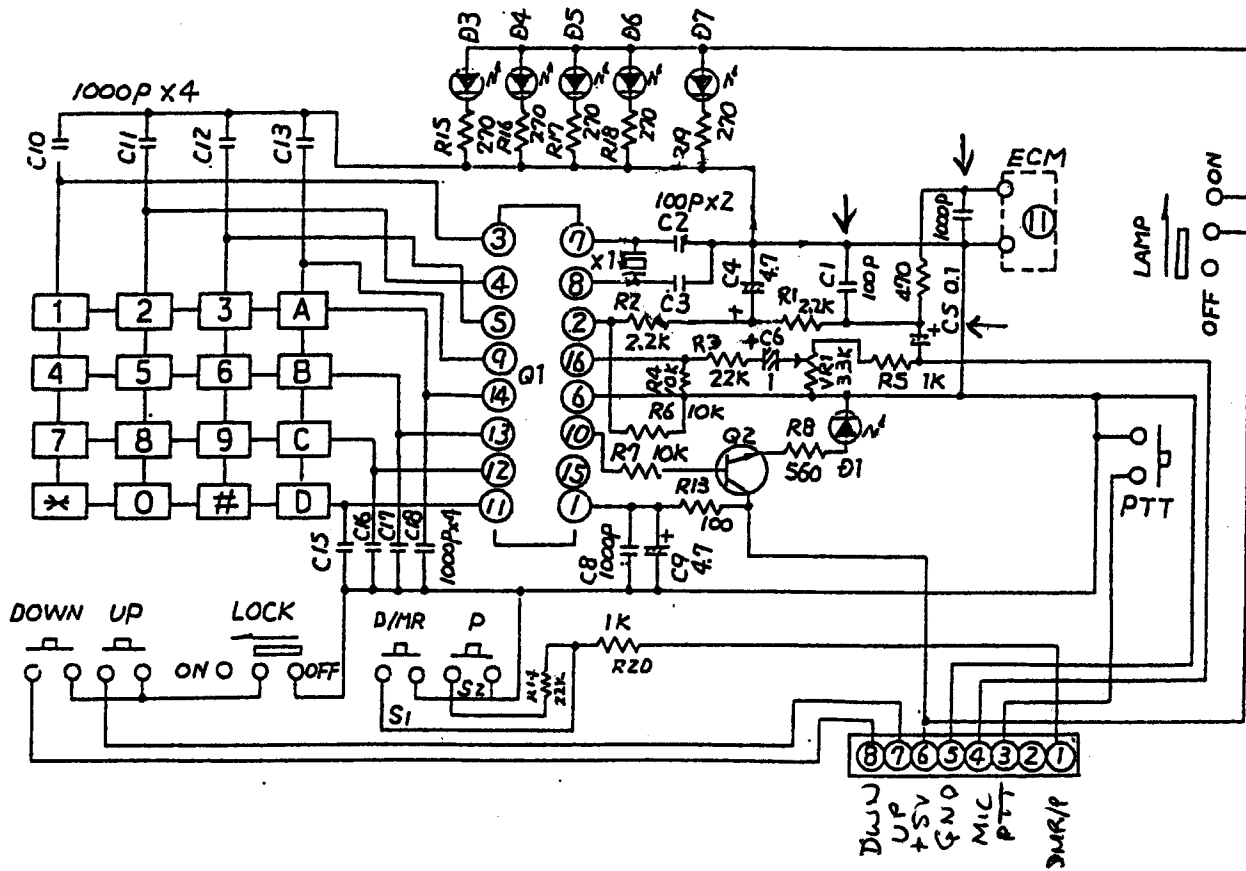 D3 D4 D5 D6 D7
1000P x4
C10 C11 C12 C13
R15 270 R16 270 R17 270 R18 270 R19 270
ECM
1000P
LAMP
ON
OFF
100Px2
C2
X1
C3
C4 4.7
C1 100P
470
C5 0.1
3 7
4 8
5 2
9 16
14 6
13 10
12 15
11 1
Q1
1 2 3 A
4 5 6 B
7 8 9 C
* 0 # D
R2
2.2K
R1
2.2K
R3
22K
+
C6
1
VR1
33K
R5 1K
R4 10K
R6 10K
R7 10K
Q2
R8
560
D1
R13
100
PTT
C15 C16 C17 C18
1000Px4
C8 1000P
+
C9 4.7
DOWN UP LOCK
ON OFF
D/MR P
S1 S2
R14 22K
1K
R20
8 7 6 5 4 3 2 1
DWN
UP
+5V
GND
MIC
PTT
DMR/P